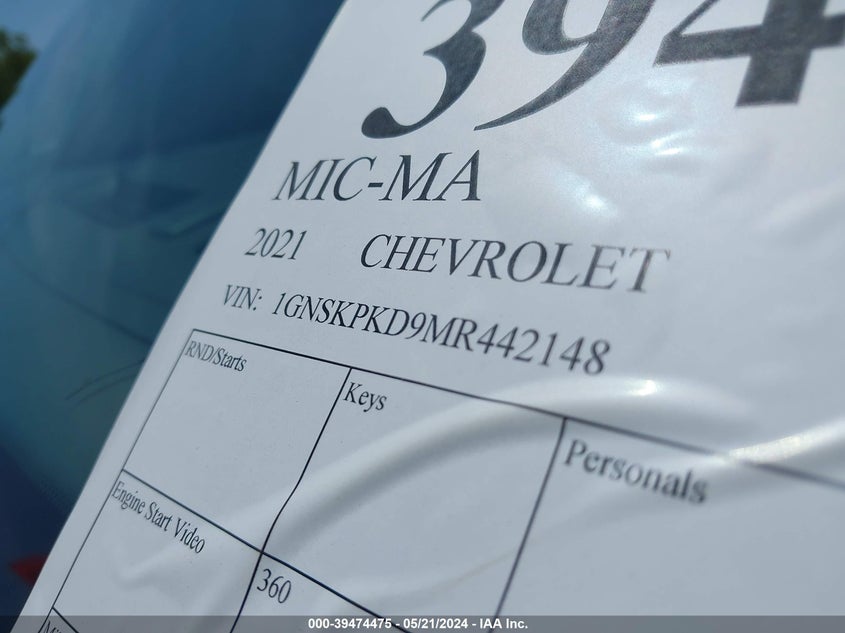 394
MIC-MA
2021 CHEVROLET
VIN: 1GNSKPKD9MR442148
RND/Starts
Keys
Personals
Engine Start Video
360
000-39474475 - 05/21/2024 - IAA Inc.